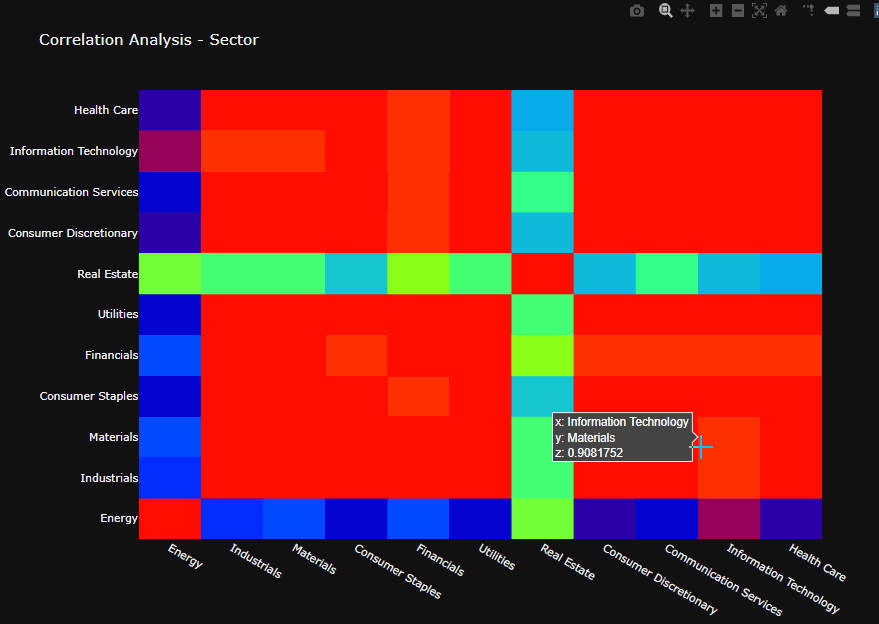 Correlation Analysis - Sector
Health Care
Information Technology
Communication Services
Consumer Discretionary
Real Estate
Utilities
Financials
Consumer Staples
Materials
Industrials
Energy
x: Information Technology
y: Materials
z: 0.9081752
Energy
Industrials
Materials
Consumer Staples
Financials
Utilities
Real Estate
Consumer Discretionary
Communication Services
Information Technology
Health Care